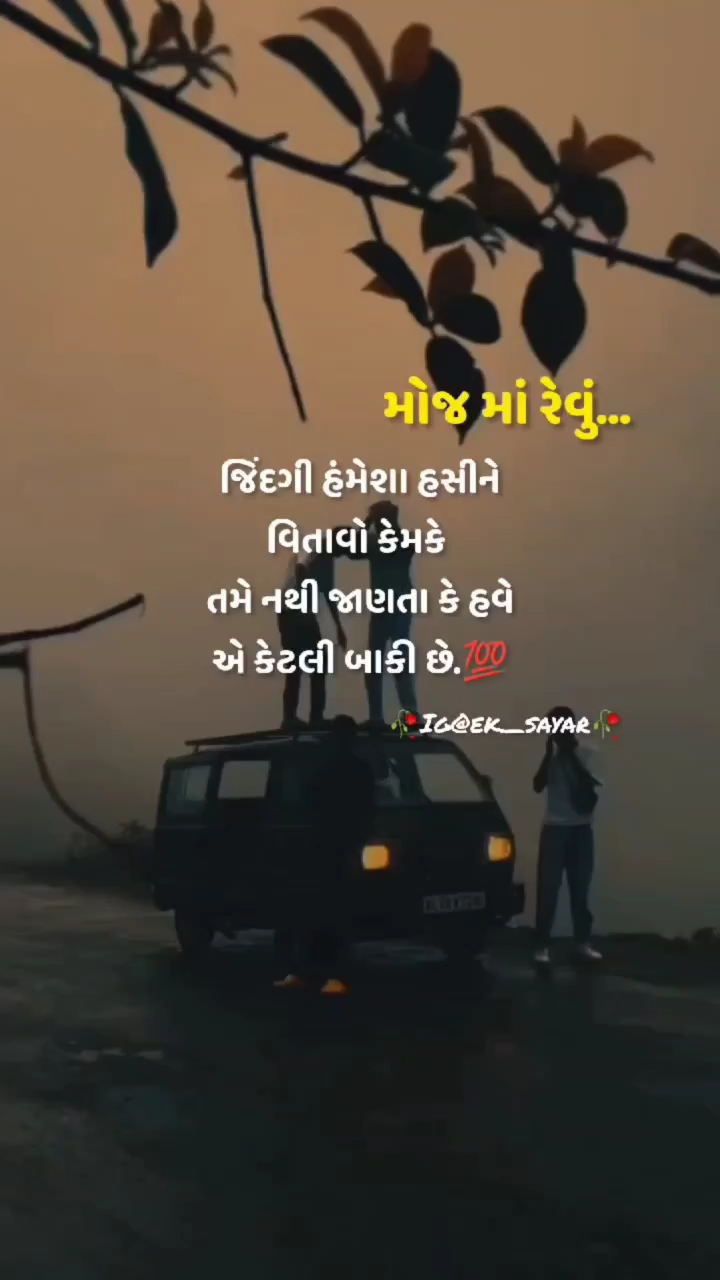 મોજ માં રેવું...
જિંદગી હંમેશા હસીને
વિતાવો કેમકે
તમે નથી જાણતા કે હવે
એ કેટલી બાકી છે.💯
🥀IG@EK_SAYAR🥀